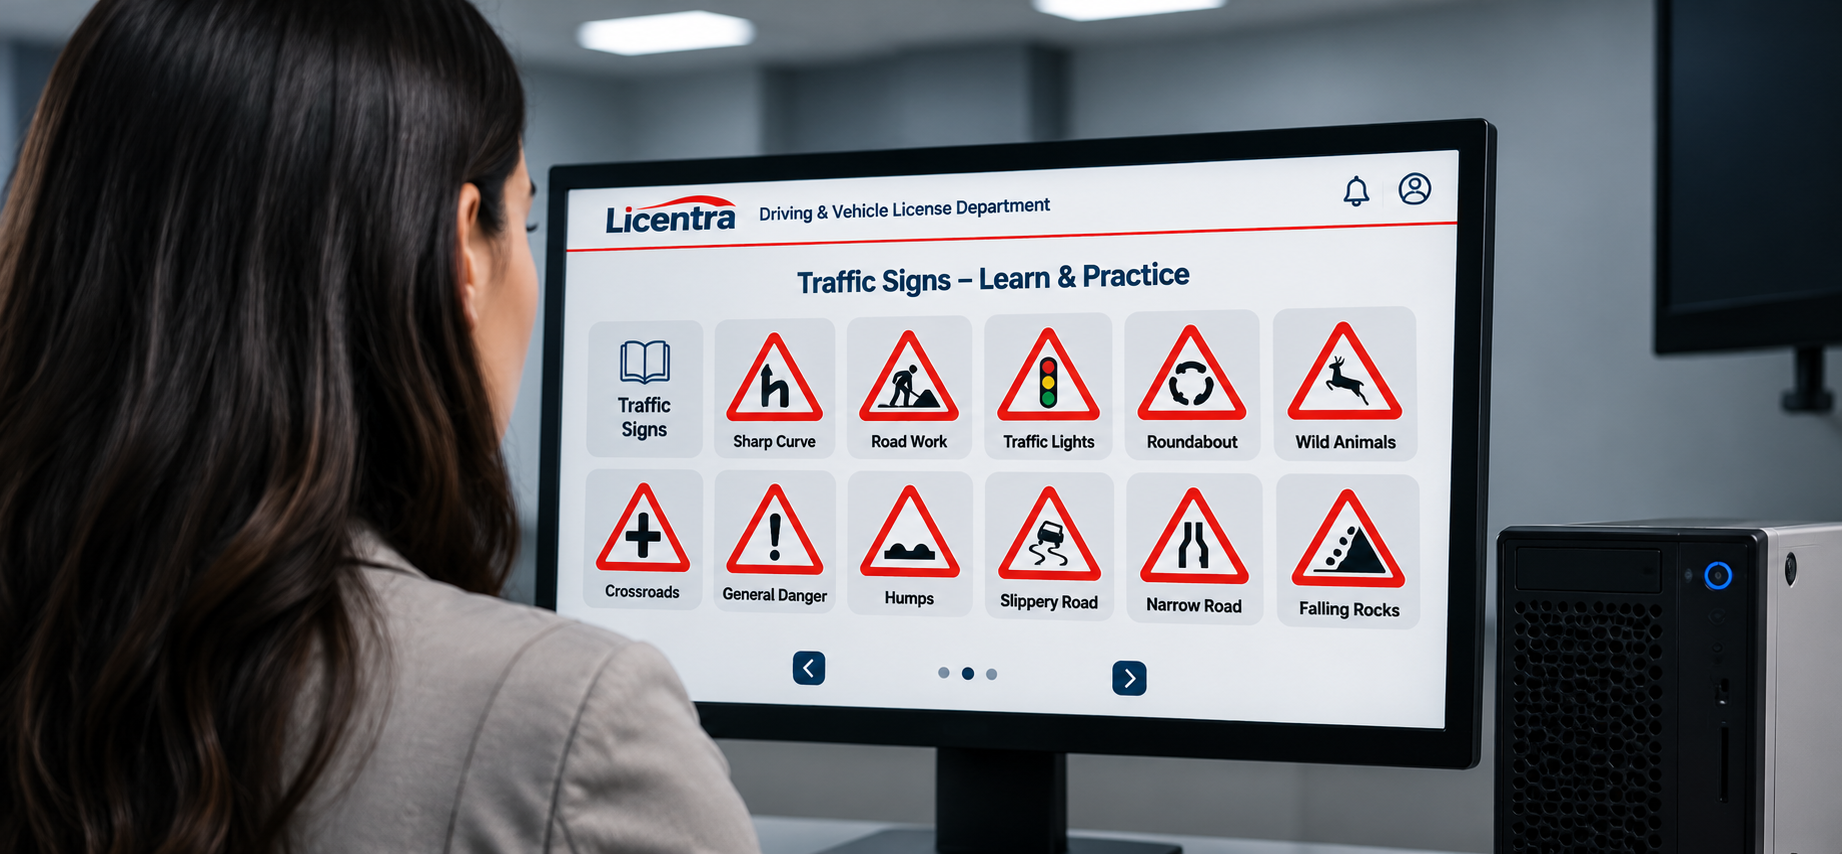 Licentra
Driving & Vehicle License Department
Traffic Signs – Learn & Practice
Traffic
Signs
Sharp Curve
Road Work
Traffic Lights
Roundabout
Wild Animals
Crossroads
General Danger
Humps
Slippery Road
Narrow Road
Falling Rocks